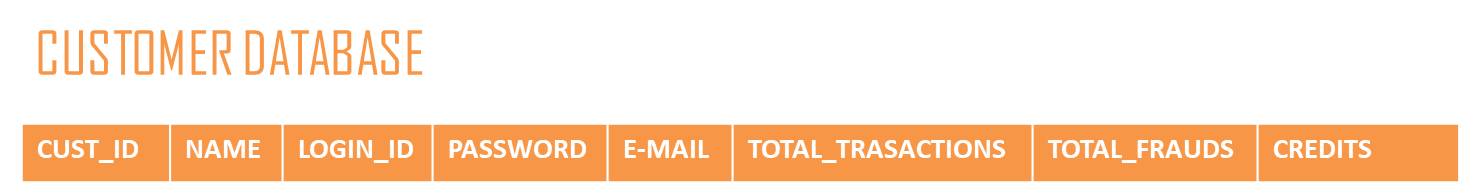 CUSTOMER DATABASE
CUST_ID NAME LOGIN_ID PASSWORD E-MAIL TOTAL_TRASACTIONS TOTAL_FRAUDS CREDITS